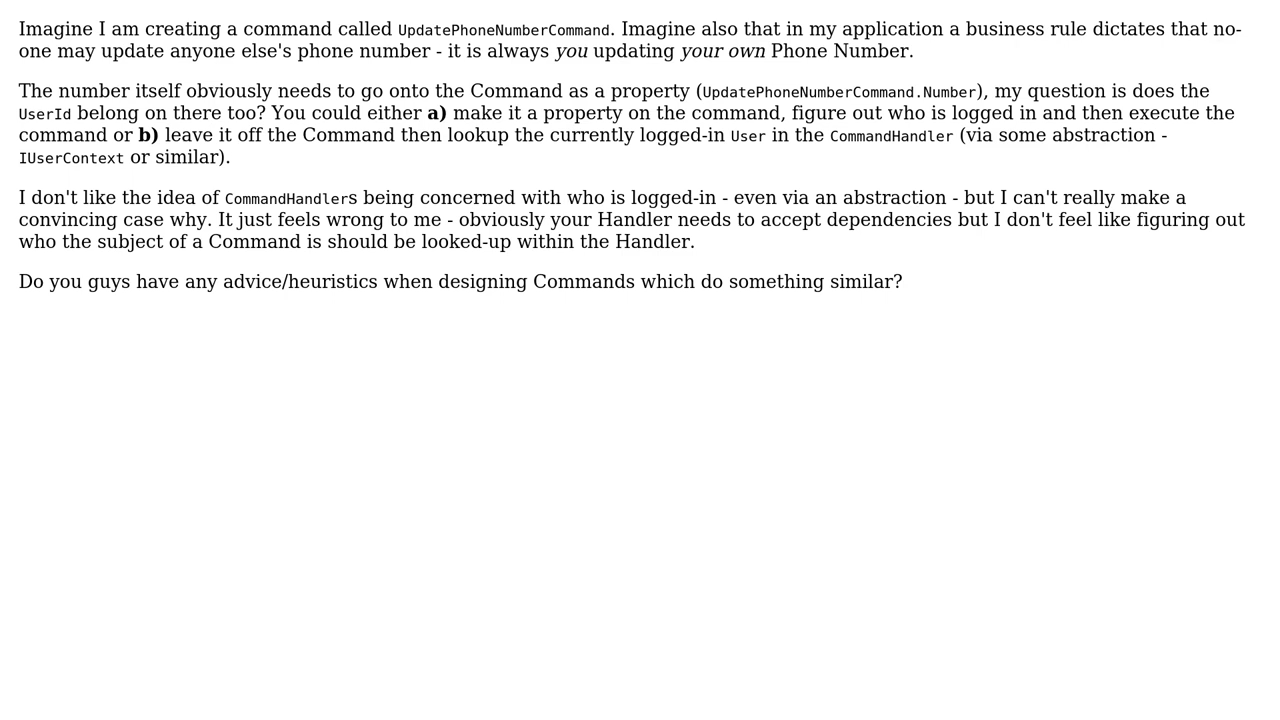 Imagine I am creating a command called UpdatePhoneNumberCommand. Imagine also that in my application a business rule dictates that no-
one may update anyone else's phone number - it is always you updating your own Phone Number.
The number itself obviously needs to go onto the Command as a property (UpdatePhoneNumberCommand.Number), my question is does the
UserId belong on there too? You could either a) make it a property on the command, figure out who is logged in and then execute the
command or b) leave it off the Command then lookup the currently logged-in User in the CommandHandler (via some abstraction -
IUserContext or similar).
I don't like the idea of CommandHandlers being concerned with who is logged-in - even via an abstraction - but I can't really make a
convincing case why. It just feels wrong to me - obviously your Handler needs to accept dependencies but I don't feel like figuring out
who the subject of a Command is should be looked-up within the Handler.
Do you guys have any advice/heuristics when designing Commands which do something similar?